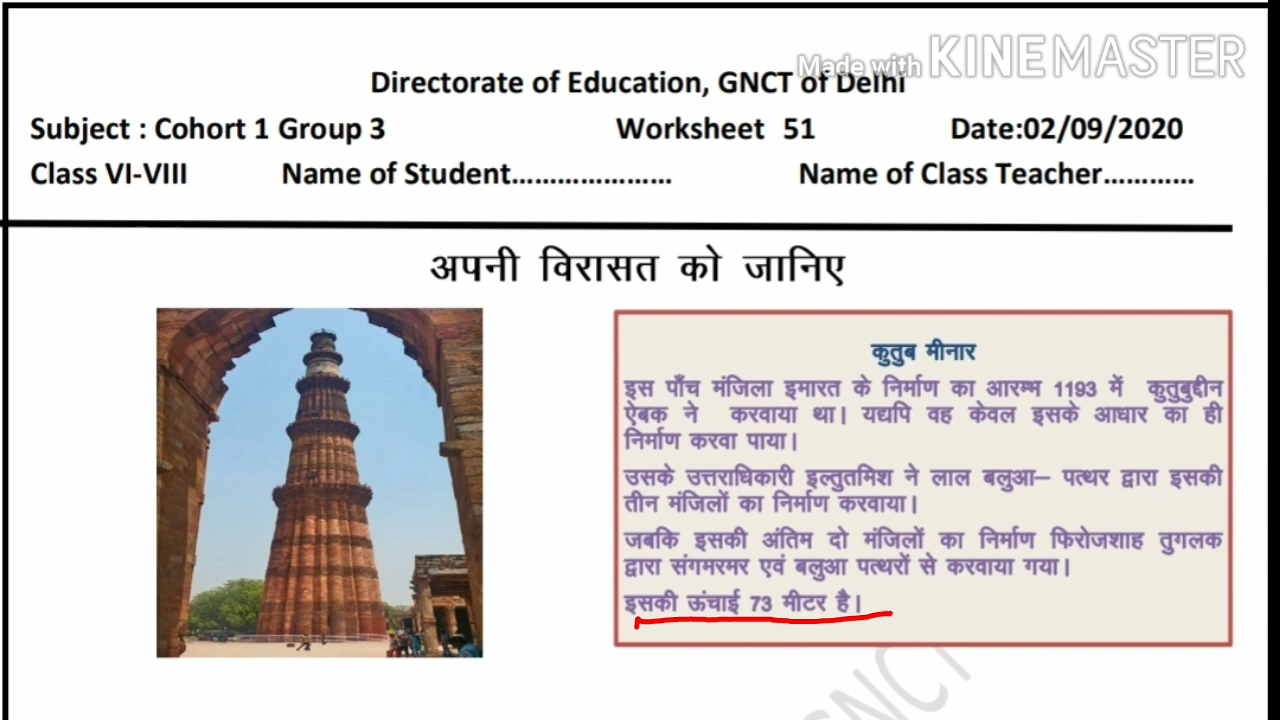 Made with KINEMASTER
Directorate of Education, GNCT of Delhi
Subject : Cohort 1 Group 3 Worksheet 51 Date:02/09/2020
Class VI-VIII Name of Student………………… Name of Class Teacher…………
अपनी विरासत को जानिए
कुतुब मीनार
इस पाँच मंजिला इमारत के निर्माण का आरम्भ 1193 में कुतुबुद्दीन
ऐबक ने करवाया था। यद्यपि वह केवल इसके आधार का ही
निर्माण करवा पाया।
उसके उत्तराधिकारी इल्तुतमिश ने लाल बलुआ– पत्थर द्वारा इसकी
तीन मंजिलों का निर्माण करवाया।
जबकि इसकी अंतिम दो मंजिलों का निर्माण फिरोजशाह तुगलक
द्वारा संगमरमर एवं बलुआ पत्थरों से करवाया गया।
इसकी ऊंचाई 73 मीटर है।
GNCT